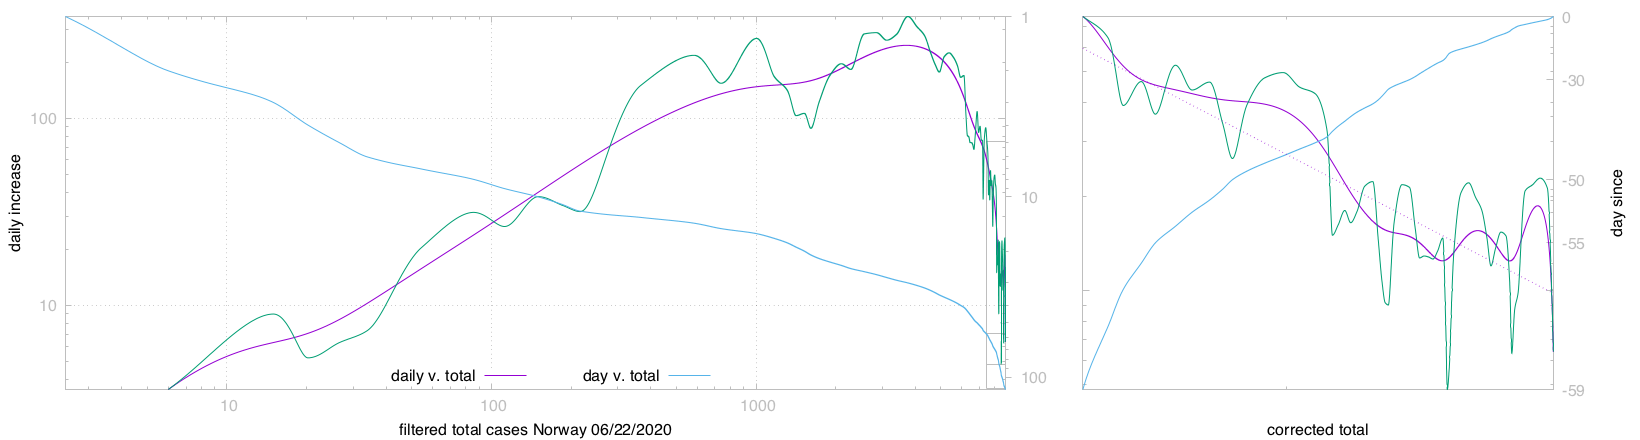 daily increase
100
10
10
100
1000
1
10
100
daily v. total
day v. total
filtered total cases Norway 06/22/2020
0
-30
-50
-55
-59
day since
corrected total